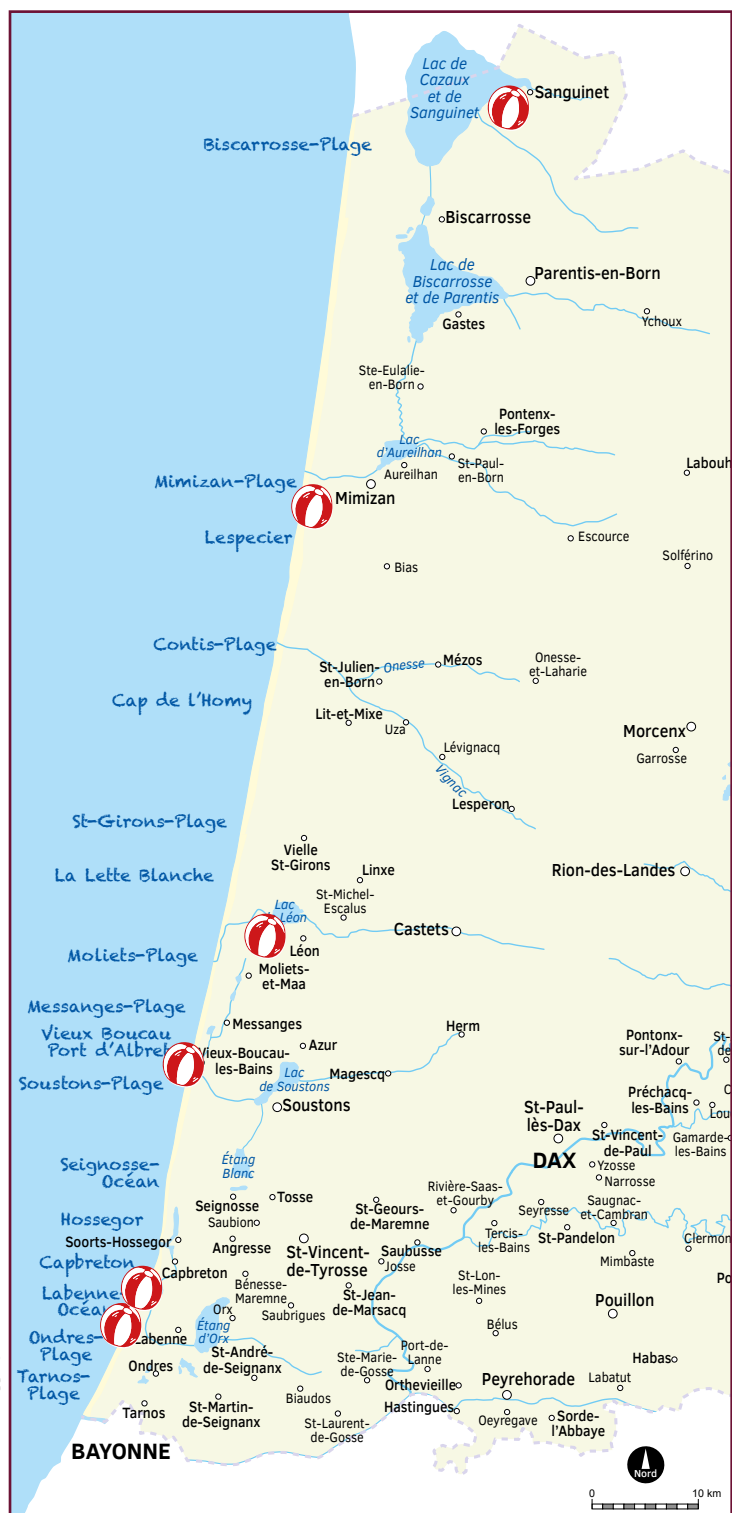 Lac de
Cazaux
et de
Sanguinet
Sanguinet
Biscarrosse-Plage
Biscarrosse
Lac de
Biscarrosse
et de Parentis
Parentis-en-Born
Gastes
Ychoux
Ste-Eulalie-
en-Born
Pontenx-
les-Forges
Lac
d'Aureilhan
Aureilhan
St-Paul-
en-Born
Labouh
Mimizan-Plage
Mimizan
Lespecier
Escource
Solférino
Bias
Contis-Plage
St-Julien-
en-Born
Onesse
Mézos
Onesse-
et-Laharie
Cap de l'Homy
Lit-et-Mixe
Uza
Morcenx
Garrosse
Lévignacq
Vignac
Lesperon
St-Girons-Plage
Vielle
St-Girons
La Lette Blanche
Linxe
Rion-des-Landes
St-Michel-
Escalus
Lac
Léon
Léon
Castets
Moliets-Plage
Moliets-
et-Maa
Messanges-Plage
Messanges
Vieux Boucau
Port d'Albret
Vieux-Boucau-
les-Bains
Azur
Herm
Pontonx-
sur-l'Adour
St-
de
Soustons-Plage
Lac
de Soustons
Magescq
Soustons
Préchacq-
les-Bains
Lou
St-Paul-
lès-Dax
St-Vincent-
de-Paul
Gamarde-
les-Bains
DAX
Yzosse
Narrosse
Étang
Blanc
Seignosse-
Océan
Seignosse
Tosse
Saubion
St-Geours-
de-Maremne
Rivière-Saas-
et-Gourby
Seyresse
Saugnac-
et-Cambran
Hossegor
Soorts-Hossegor
Angresse
St-Vincent-
de-Tyrosse
Saubusse
Josse
Tercis-
les-Bains
St-Pandelon
Clermon
Mimbaste
Capbreton
Capbreton
Bénesse-
Maremne
Saubrigues
St-Jean-
de-Marsacq
St-Lon-
les-Mines
Po
Pouillon
Labenne-
Océan
Labenne
Orx
Étang
d'Orx
Bélus
Ondres-
Plage
Ondres
St-André-
de-Seignanx
Ste-Marie-
de-Gosse
Port-de-
Lanne
Orthevieille
Peyrehorade
Habas
Labatut
Tarnos-
Plage
Tarnos
St-Martin-
de-Seignanx
Biaudos
St-Laurent-
de-Gosse
Hastingues
Oeyregave
Sorde-
l'Abbaye
BAYONNE
Nord
0 10 km